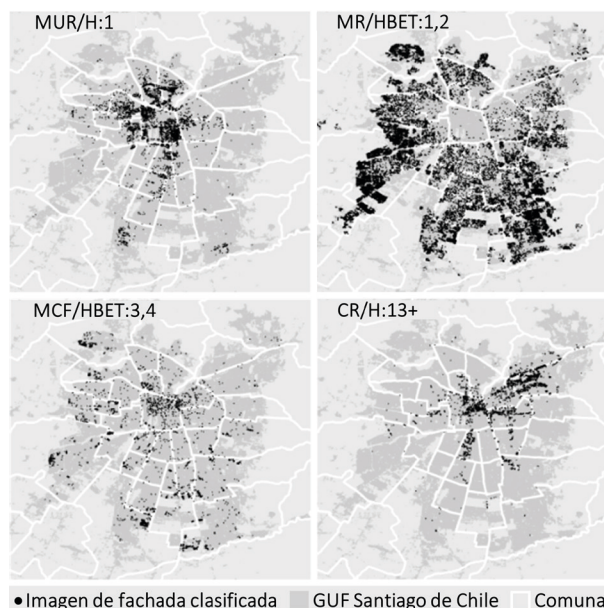 MUR/H:1
MR/HBET:1,2
MCF/HBET:3,4
CR/H:13+
•Imagen de fachada clasificada GUF Santiago de Chile Comuna